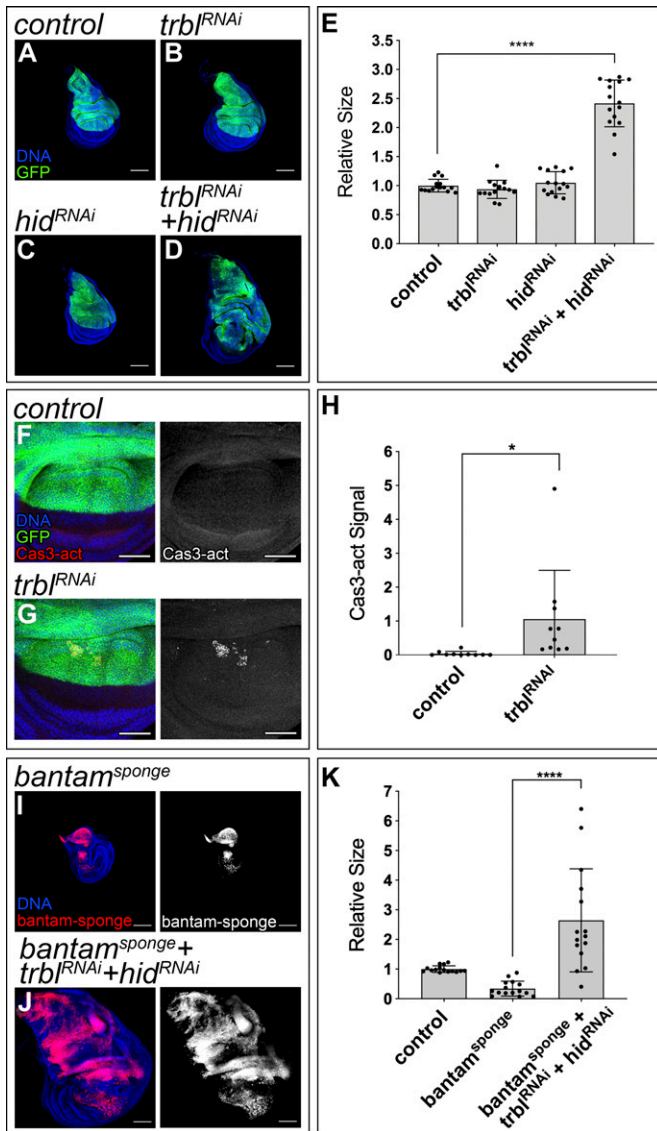 control
trbl^RNAi
A
B
DNA
GFP
hid^RNAi
trbl^RNAi
+hid^RNAi
C
D
E
Relative Size
3.5
3.0
2.5
2.0
1.5
1.0
0.5
0.0
****
control
trbl^RNAi
hid^RNAi
trbl^RNAi + hid^RNAi
control
F
DNA
GFP
Cas3-act
Cas3-act
trbl^RNAi
G
H
Cas3-act Signal
6
5
4
3
2
1
0
*
control
trbl^RNAi
bantam^sponge
I
DNA
bantam-sponge
bantam-sponge
bantam^sponge+
trbl^RNAi+hid^RNAi
J
K
Relative Size
7
6
5
4
3
2
1
0
****
control
bantam^sponge
bantam^sponge +
trbl^RNAi + hid^RNAi